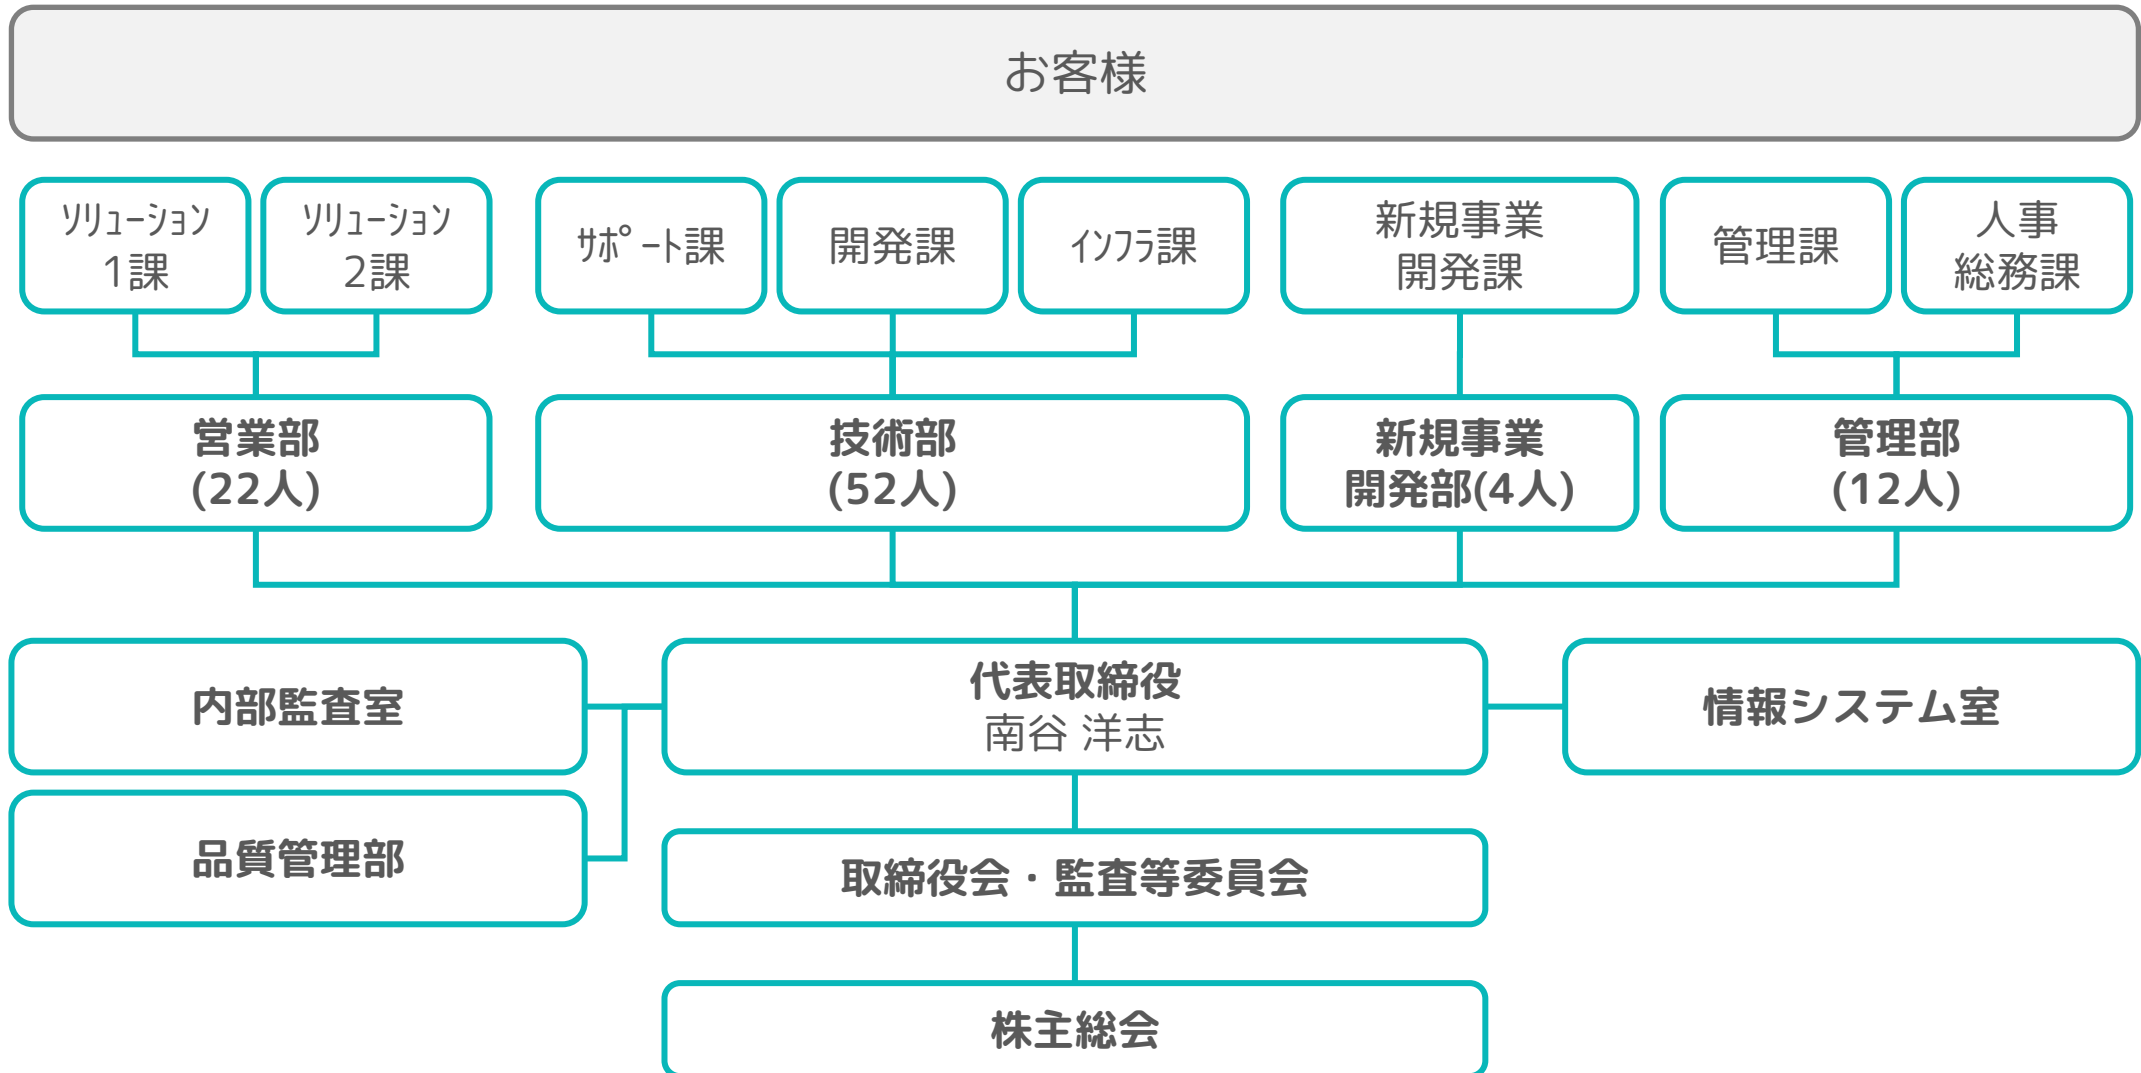 お客様
ｿﾘｭｰｼｮﾝ
1課
ｿﾘｭｰｼｮﾝ
2課
ｻﾎﾟｰﾄ課
開発課
ｲﾝﾌﾗ課
新規事業
開発課
管理課
人事
総務課
営業部
(22人)
技術部
(52人)
新規事業
開発部(4人)
管理部
(12人)
内部監査室
代表取締役
南谷 洋志
情報システム室
品質管理部
取締役会・監査等委員会
株主総会